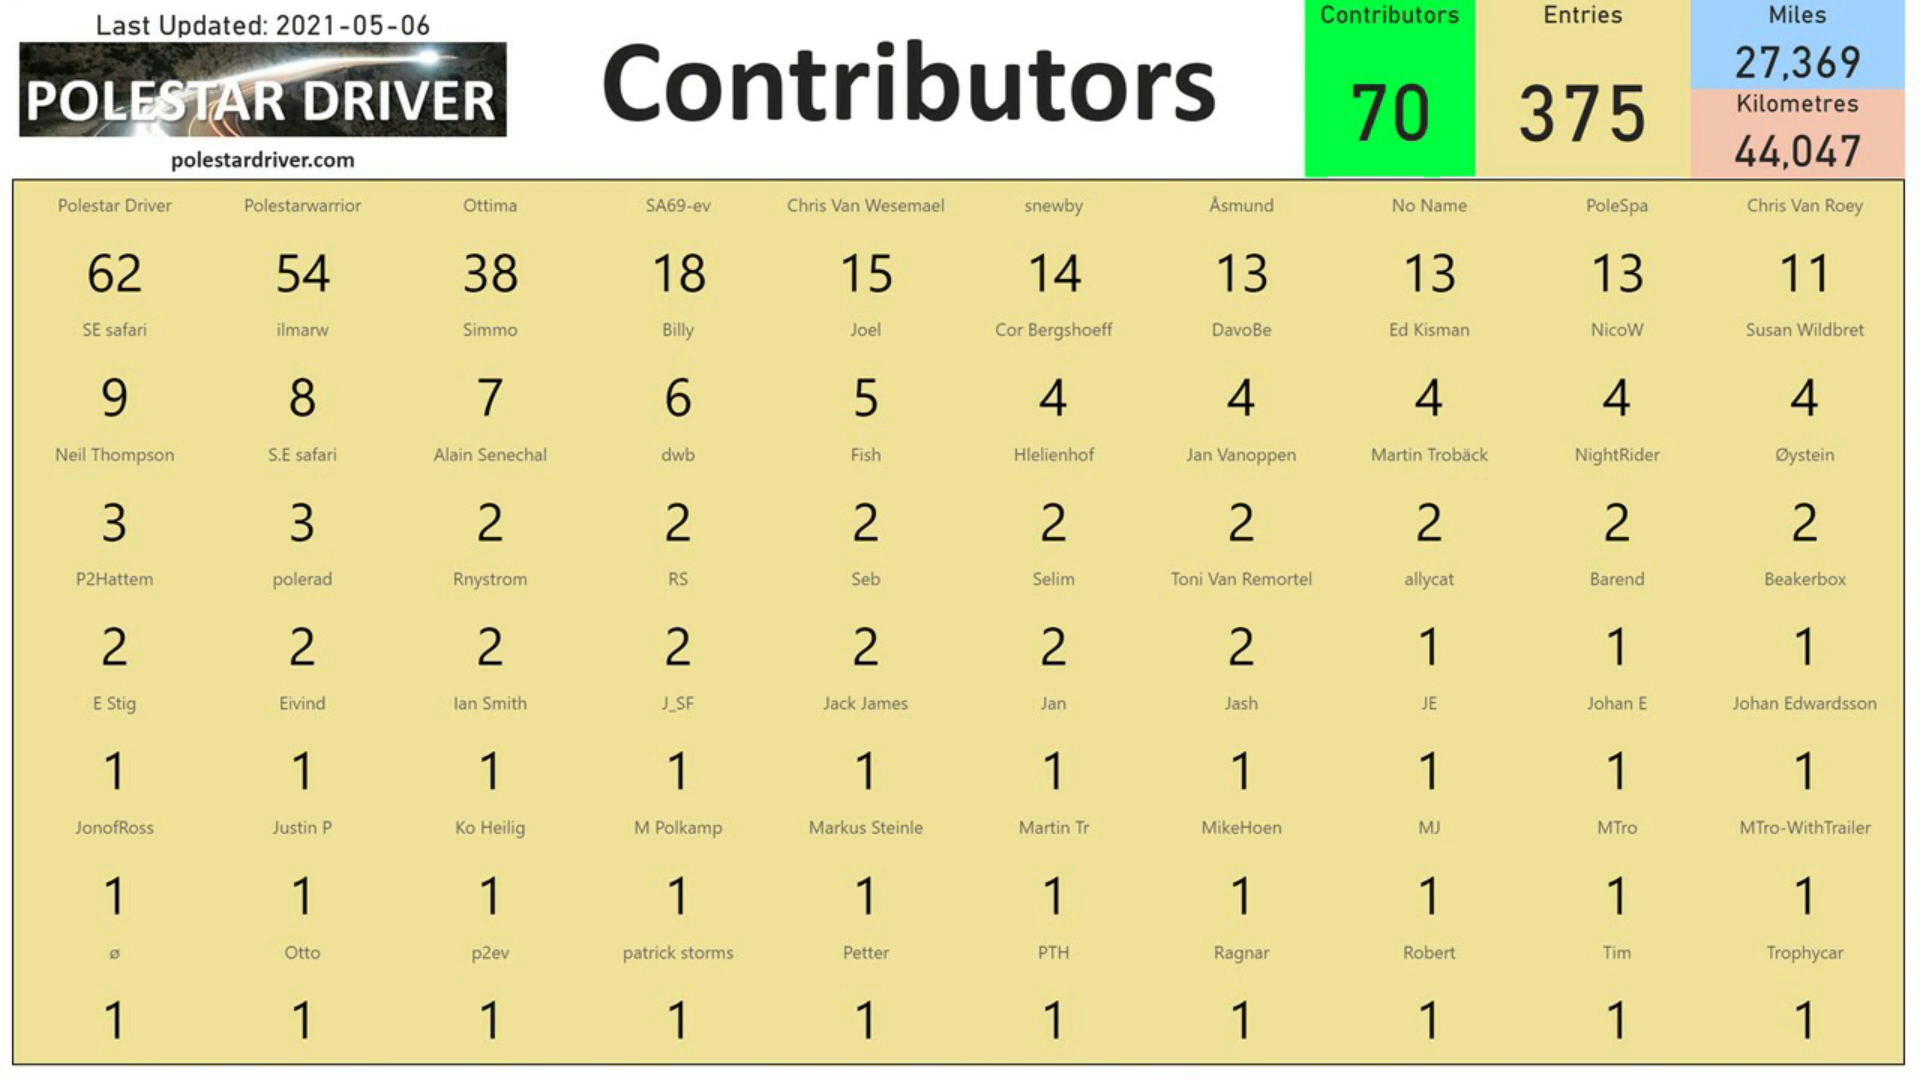 Last Updated: 2021-05-06
POLESTAR DRIVER
polestardriver.com
Contributors
Contributors
70
Entries
375
Miles
27,369
Kilometres
44,047
Polestar Driver Polestarwarrior Ottima SA69-ev Chris Van Wesemael snewby Åsmund No Name PoleSpa Chris Van Roey
62 54 38 18 15 14 13 13 13 11
SE safari ilmarw Simmo Billy Joel Cor Bergshoeff DavoBe Ed Kisman NicoW Susan Wildbret
9 8 7 6 5 4 4 4 4 4
Neil Thompson S.E safari Alain Senechal dwb Fish Hlelienhof Jan Vanoppen Martin Trobäck NightRider Øystein
3 3 2 2 2 2 2 2 2 2
P2Hattem polerad Rnystrom RS Seb Selim Toni Van Remortel allycat Barend Beakerbox
2 2 2 2 2 2 2 1 1 1
E Stig Eivind Ian Smith J_SF Jack James Jan Jash JE Johan E Johan Edwardsson
1 1 1 1 1 1 1 1 1 1
JonofRoss Justin P Ko Heilig M Polkamp Markus Steinle Martin Tr MikeHoen MJ MTro MTro-WithTrailer
1 1 1 1 1 1 1 1 1 1
ø Otto p2ev patrick storms Petter PTH Ragnar Robert Tim Trophycar
1 1 1 1 1 1 1 1 1 1